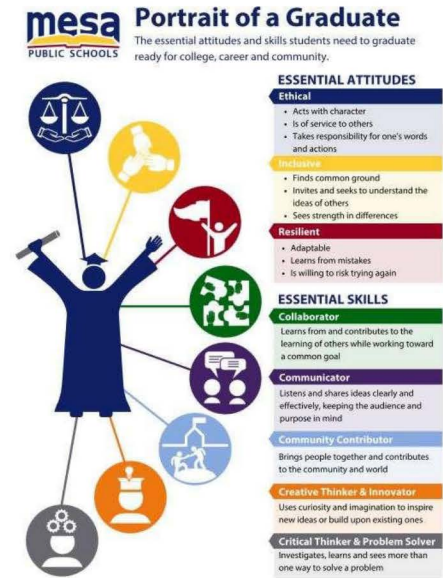 mesa
PUBLIC SCHOOLS
Portrait of a Graduate
The essential attitudes and skills students need to graduate
ready for college, career and community.
ESSENTIAL ATTITUDES
Ethical
• Acts with character
• Is of service to others
• Takes responsibility for one's words
and actions
Inclusive
• Finds common ground
• Invites and seeks to understand the
ideas of others
• Sees strength in differences
Resilient
• Adaptable
• Learns from mistakes
• Is willing to risk trying again
ESSENTIAL SKILLS
Collaborator
Learns from and contributes to the
learning of others while working toward
a common goal
Communicator
Listens and shares ideas clearly and
effectively, keeping the audience and
purpose in mind
Community Contributor
Brings people together and contributes
to the community and world
Creative Thinker & Innovator
Uses curiosity and imagination to inspire
new ideas or build upon existing ones
Critical Thinker & Problem Solver
Investigates, learns and sees more than
one way to solve a problem